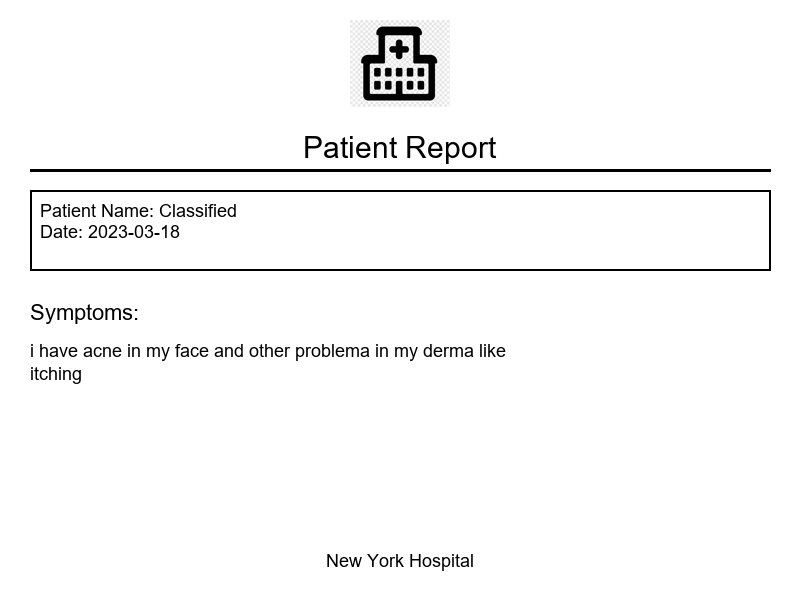 Patient Report
Patient Name: Classified
Date: 2023-03-18
Symptoms:
i have acne in my face and other problema in my derma like
itching
New York Hospital